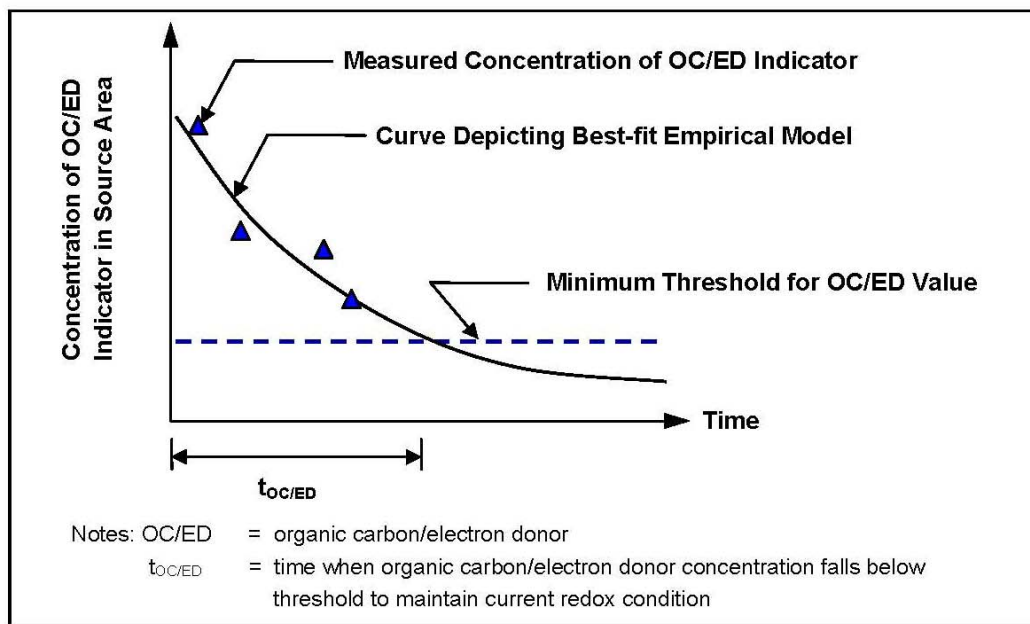 Measured Concentration of OC/ED Indicator
Curve Depicting Best-fit Empirical Model
Concentration of OC/ED
Indicator in Source Area
Minimum Threshold for OC/ED Value
Time
tOC/ED
Notes: OC/ED = organic carbon/electron donor
tOC/ED = time when organic carbon/electron donor concentration falls below
threshold to maintain current redox condition